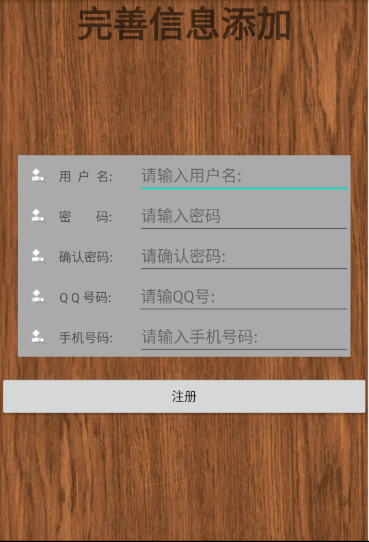 完善信息添加
用 户 名: 请输入用户名:
密 码: 请输入密码
确认密码: 请确认密码:
Q Q 号码: 请输QQ号:
手机号码: 请输入手机号码:
注册